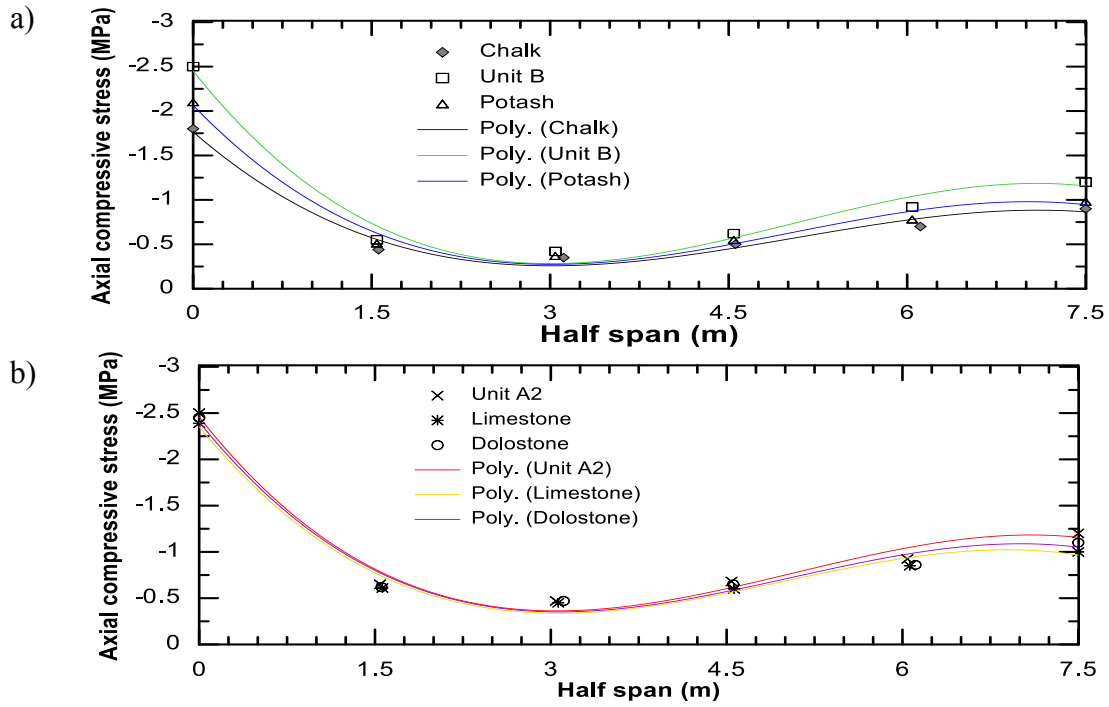 a)
Axial compressive stress (MPa)
-3
-2.5
-2
-1.5
-1
-0.5
0
Chalk
Unit B
Potash
Poly. (Chalk)
Poly. (Unit B)
Poly. (Potash)
0 1.5 3 4.5 6 7.5
Half span (m)
b)
Axial compressive stress (MPa)
-3
-2.5
-2
-1.5
-1
-0.5
0
Unit A2
Limestone
Dolostone
Poly. (Unit A2)
Poly. (Limestone)
Poly. (Dolostone)
0 1.5 3 4.5 6 7.5
Half span (m)